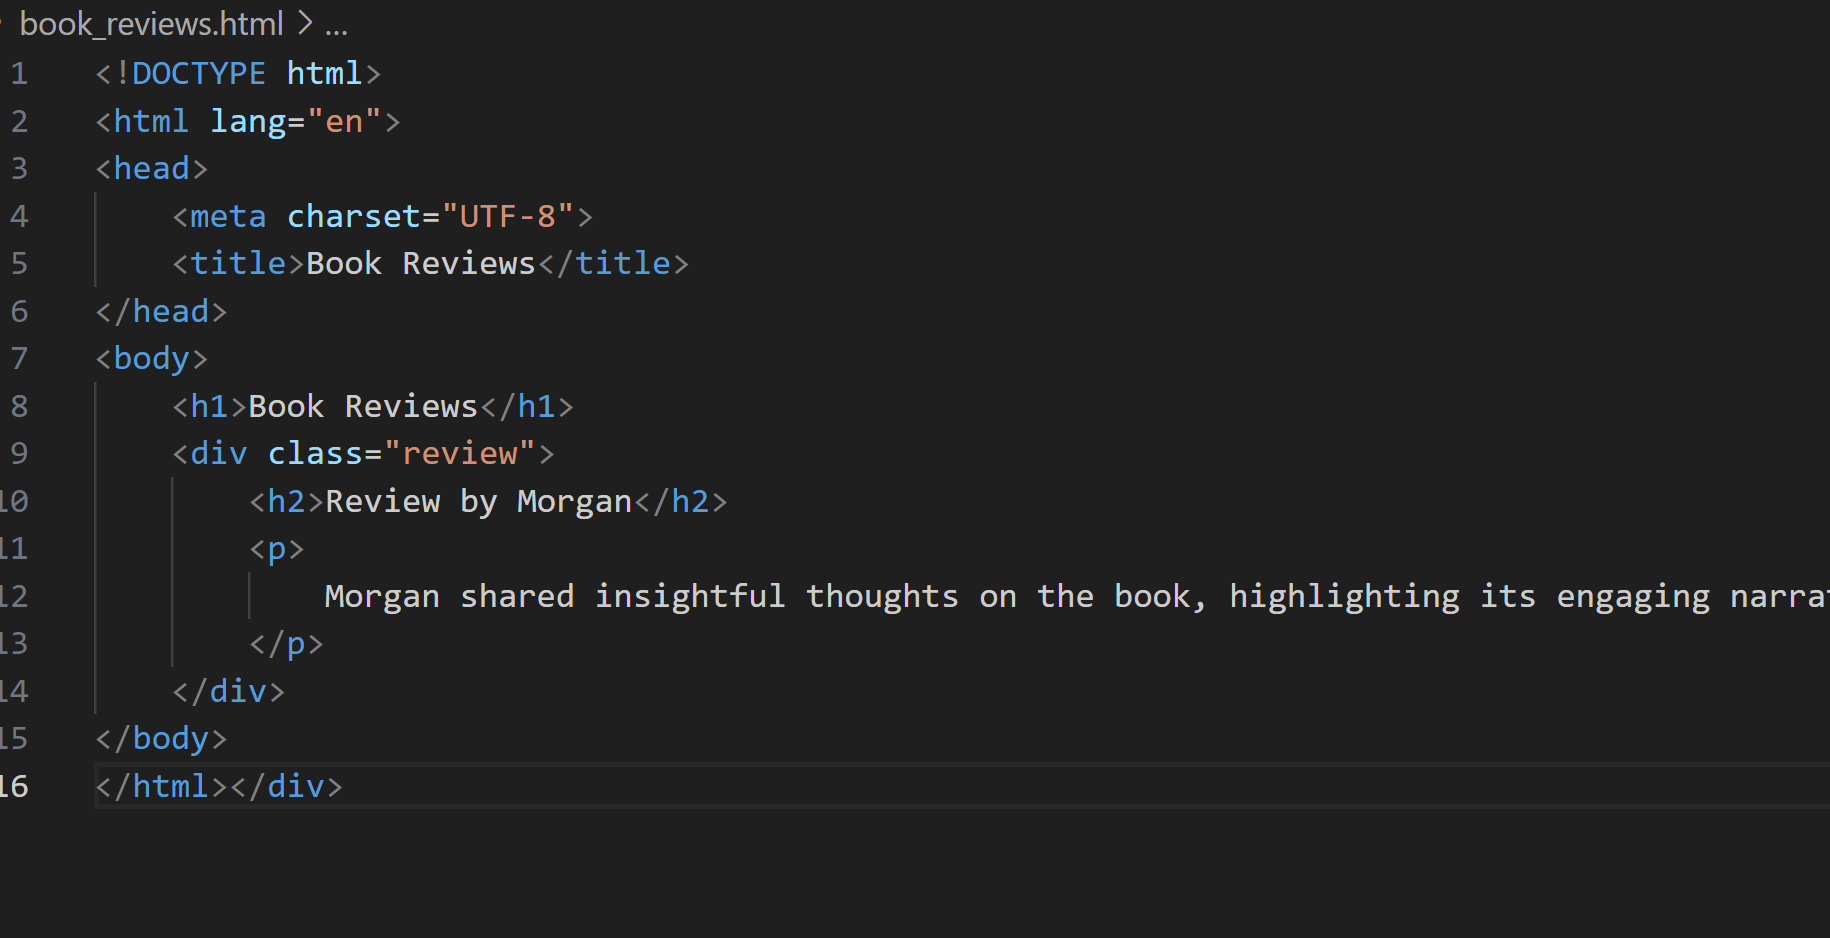 book_reviews.html > ...
1 <!DOCTYPE html>
2 <html lang="en">
3 <head>
4     <meta charset="UTF-8">
5     <title>Book Reviews</title>
6 </head>
7 <body>
8     <h1>Book Reviews</h1>
9     <div class="review">
10         <h2>Review by Morgan</h2>
11         <p>
12             Morgan shared insightful thoughts on the book, highlighting its engaging
13         </p>
14     </div>
15 </body>
16 </html></div>